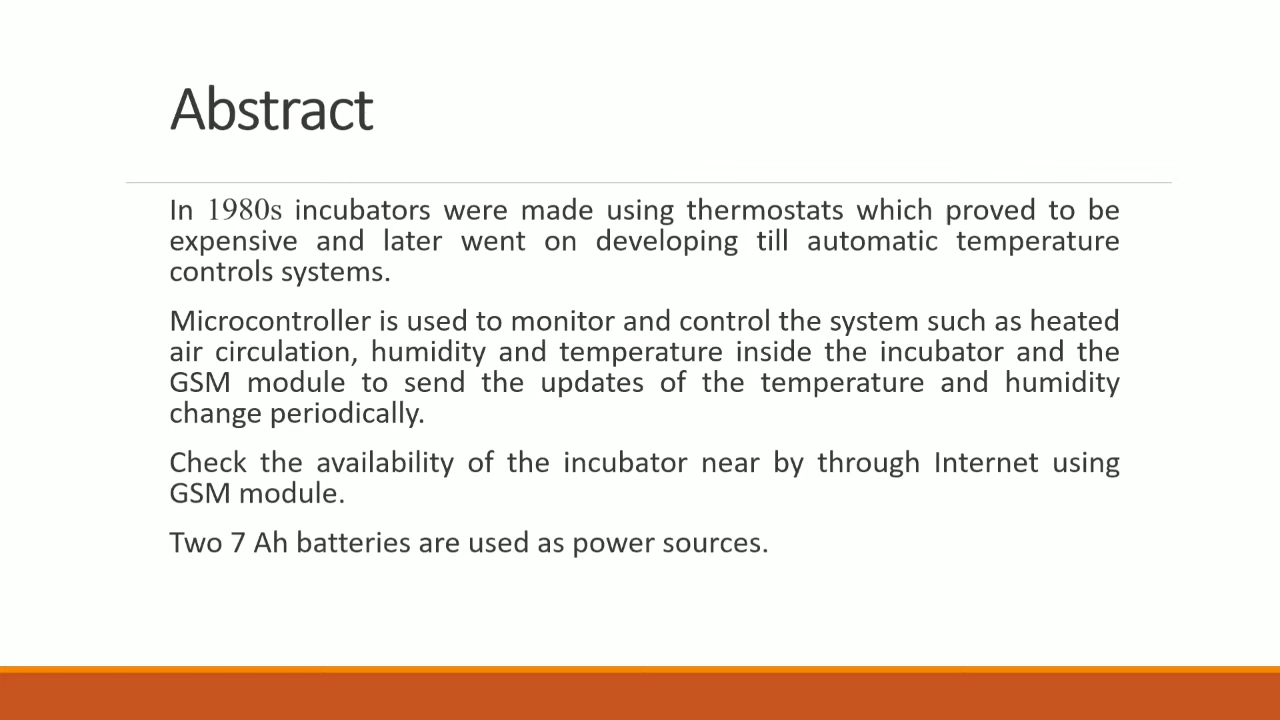 Abstract
In 1980s incubators were made using thermostats which proved to be
expensive and later went on developing till automatic temperature
controls systems.
Microcontroller is used to monitor and control the system such as heated
air circulation, humidity and temperature inside the incubator and the
GSM module to send the updates of the temperature and humidity
change periodically.
Check the availability of the incubator near by through Internet using
GSM module.
Two 7 Ah batteries are used as power sources.